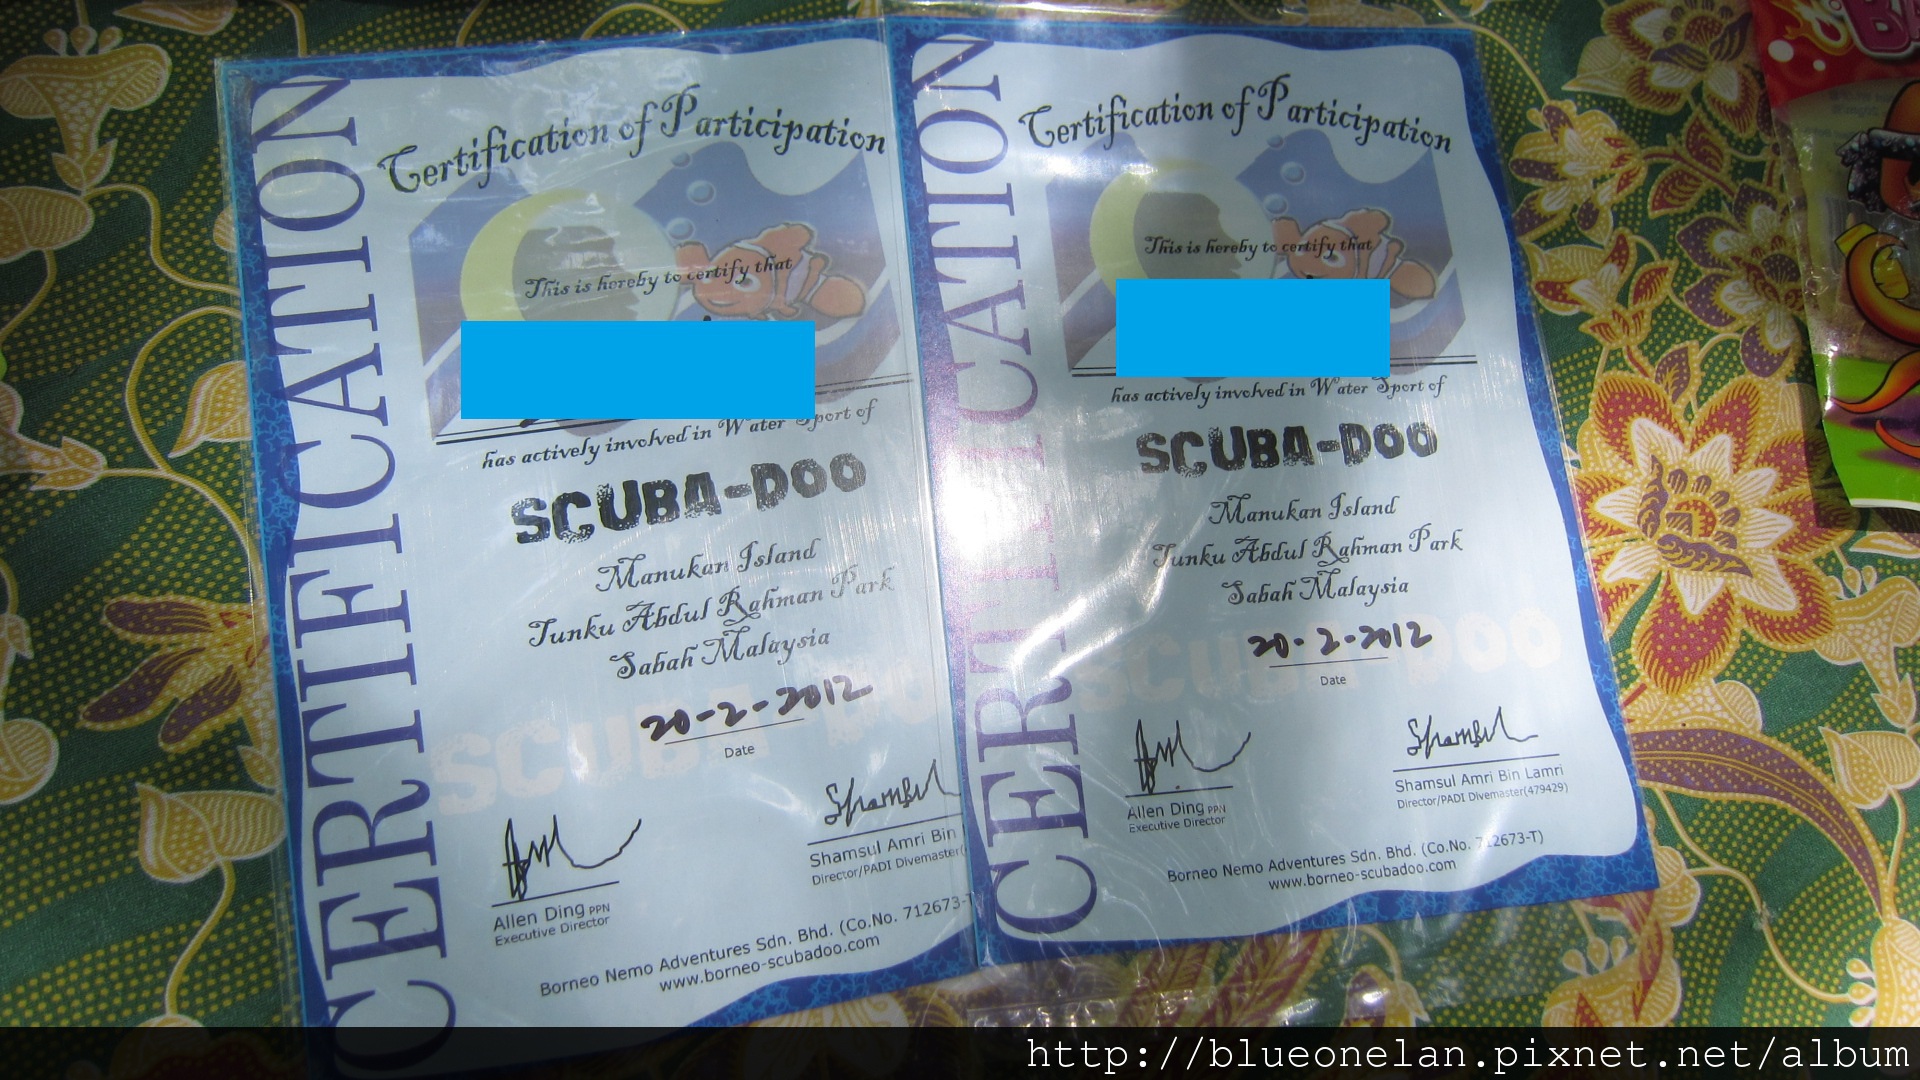 CERTIFICATION
Certification of Participation
This is hereby to certify that
has actively involved in Water Sport of
SCUBA-DOO
Manukan Island
Tunku Abdul Rahman Park
Sabah Malaysia
20-2-2012
Date
Allen Ding PPN
Executive Director
Shamsul Amri Bin
Director/PADI Divemaster(
Borneo Nemo Adventures Sdn. Bhd. (Co.No. 712673-T
www.borneo-scubadoo.com
SCUBA-DOO
CERTIFICATION
Certification of Participation
This is hereby to certify that
has actively involved in Water Sport of
SCUBA-DOO
Manukan Island
Tunku Abdul Rahman Park
Sabah Malaysia
20-2-2012
Date
Allen Ding PPN
Executive Director
Shamsul Amri Bin Lamri
Director/PADI Divemaster(479429)
Borneo Nemo Adventures Sdn. Bhd. (Co.No. 712673-T)
www.borneo-scubadoo.com
SCUBA-DOO
http://blueonelan.pixnet.net/album